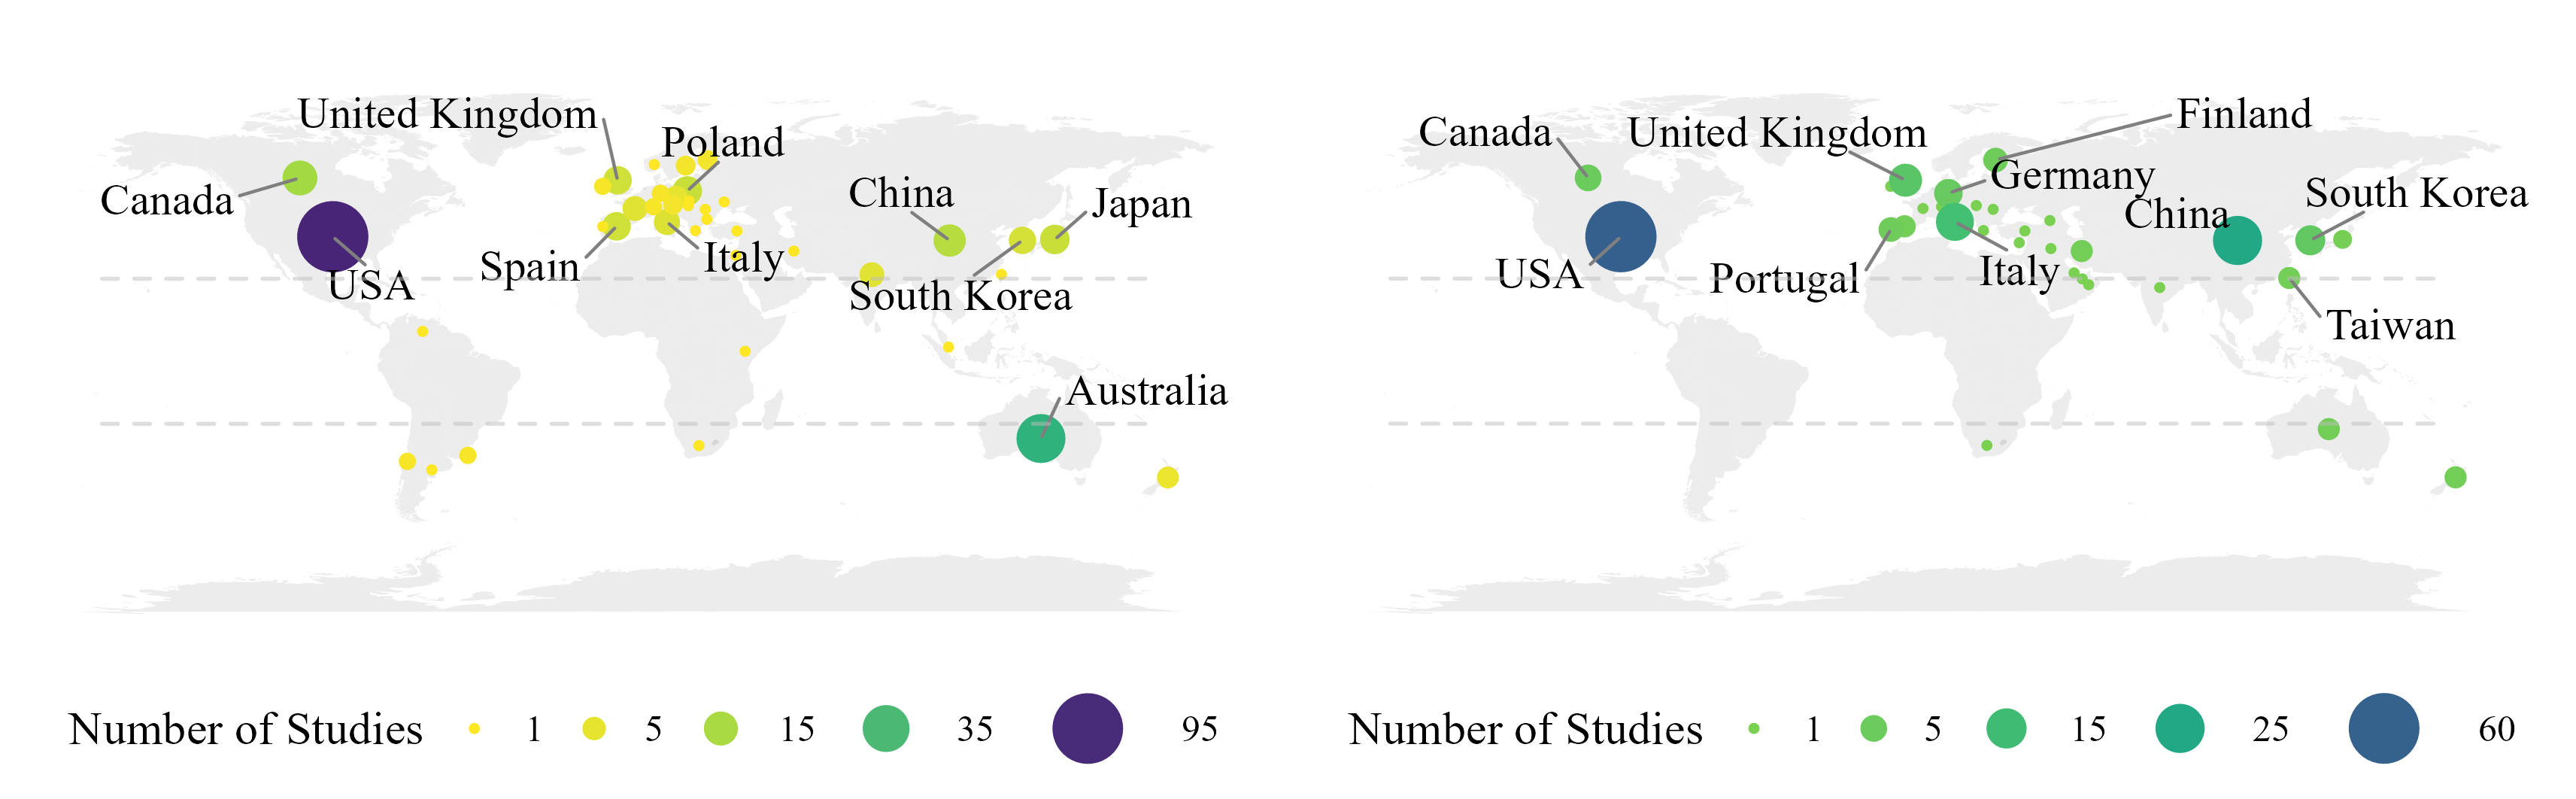 United Kingdom
Poland
Canada
China
Japan
Spain
Italy
USA
South Korea
Australia
Number of Studies 1 5 15 35 95
Finland
Canada
United Kingdom
Germany
South Korea
China
USA
Portugal
Italy
Taiwan
Number of Studies 1 5 15 25 60